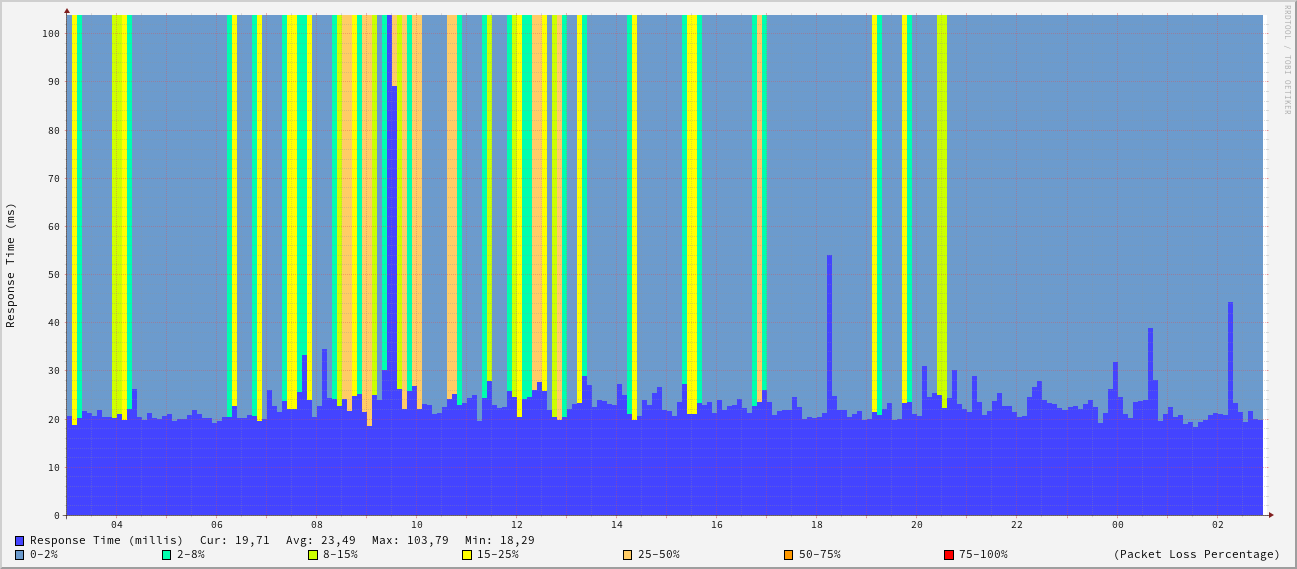 RRDTOOL / TOBI OETIKER
Response Time (ms)
100
90
80
70
60
50
40
30
20
10
0
04 06 08 10 12 14 16 18 20 22 00 02
Response Time (millis) Cur: 19,71 Avg: 23,49 Max: 103,79 Min: 18,29
0-2% 2-8% 8-15% 15-25% 25-50% 50-75% 75-100% (Packet Loss Percentage)